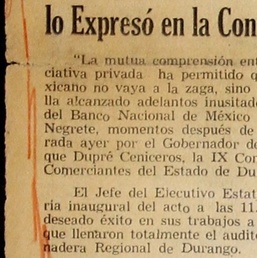 lo Expresó en la Con
"La mutua comprensión ent
ciativa privada ha permitido q
xicano no vaya a la zaga, sino
lla alcanzado adelantos inusitad
del Banco Nacional de México
Negrete, momentos después de
rada ayer por el Gobernador de
que Dupré Ceniceros, la IX Con
Comerciantes del Estado de Du
El Jefe del Ejecutivo Estat
ria inaugural del acto a las 11.
deseado éxito en sus trabajos a
que llenaron totalmente el audito
nadera Regional de Durango.